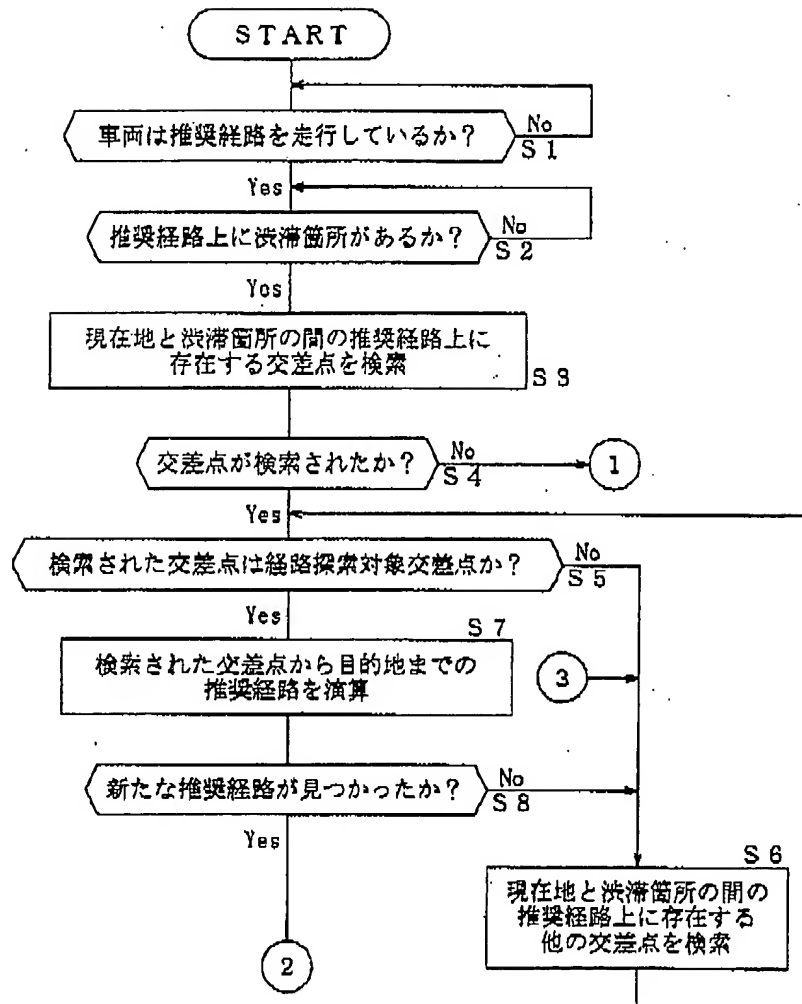 START
車両は推奨経路を走行しているか？
No
S1
Yes
推奨経路上に渋滞箇所があるか？
No
S2
Yes
現在地と渋滞箇所の間の推奨経路上に
存在する交差点を検索
S3
交差点が検索されたか？
No
S4
1
Yes
検索された交差点は経路探索対象交差点か？
No
S5
Yes
S7
検索された交差点から目的地までの
推奨経路を演算
3
新たな推奨経路が見つかったか？
No
S8
Yes
S6
現在地と渋滞箇所の間の
推奨経路上に存在する
他の交差点を検索
2